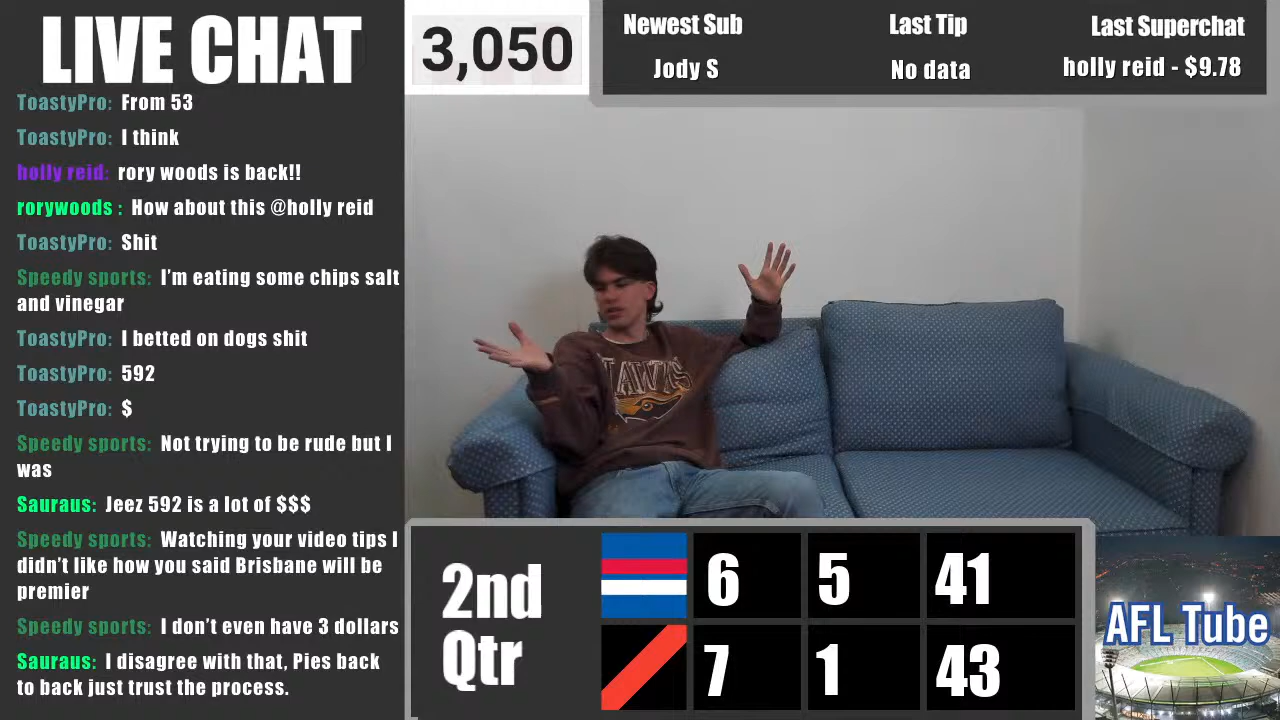 LIVE CHAT
ToastyPro: From 53
ToastyPro: I think
holly reid: rory woods is back!!
rorywoods : How about this @holly reid
ToastyPro: Shit
Speedy sports: I'm eating some chips salt
and vinegar
ToastyPro: I betted on dogs shit
ToastyPro: 592
ToastyPro: $
Speedy sports: Not trying to be rude but I
was
Sauraus: Jeez 592 is a lot of $$$
Speedy sports: Watching your video tips I
didn't like how you said Brisbane will be
premier
Speedy sports: I don't even have 3 dollars
Sauraus: I disagree with that, Pies back
to back just trust the process.
3,050
Newest Sub
Jody S
Last Tip
No data
Last Superchat
holly reid - $9.78
HAWKS
2nd
Qtr
6 5 41
7 1 43
AFL Tube